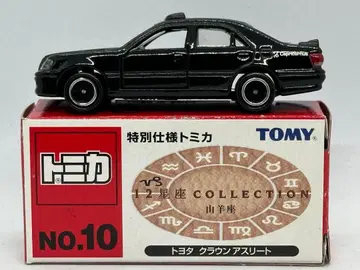 Capricornus
特別仕様トミカ
TOMY
トミカ
12星座 COLLECTION
山羊座
NO.10
トヨタ クラウンアスリート